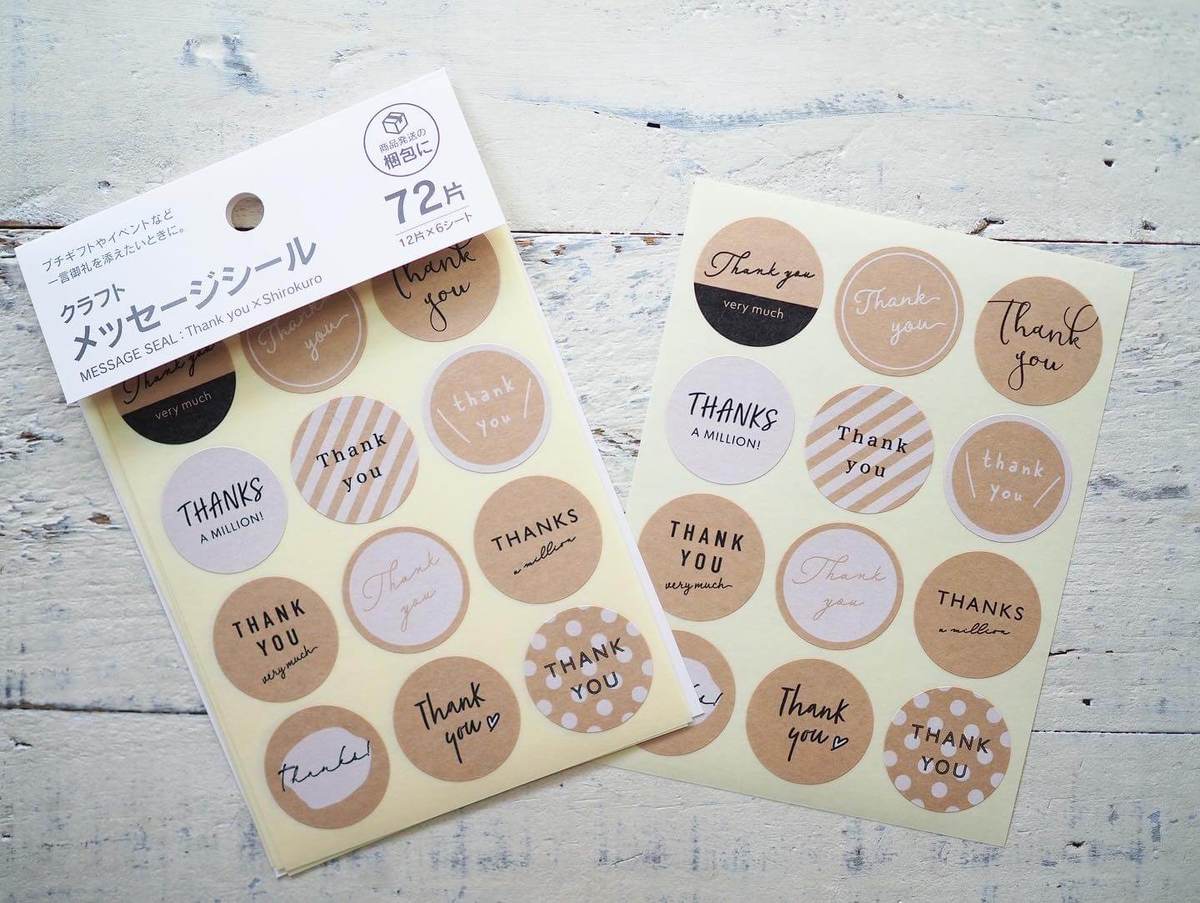 商品発送の
梱包に
72片
12片×6シート
プチギフトやイベントなど
一言御礼を添えたいときに。
クラフト
メッセージシール
MESSAGE SEAL : Thank you × Shirokuro
Thank you
very much
Thank
you
Thank
you
THANKS
A MILLION!
Thank
you
thank
you
THANK
YOU
very much
Thank
you
THANKS
a million
thanks!
Thank
you
THANK
YOU
Thank you
very much
Thank
you
Thank
you
THANKS
A MILLION!
Thank
you
thank
you
THANK
YOU
very much
Thank
you
THANKS
a million
Thank
you
THANK
YOU